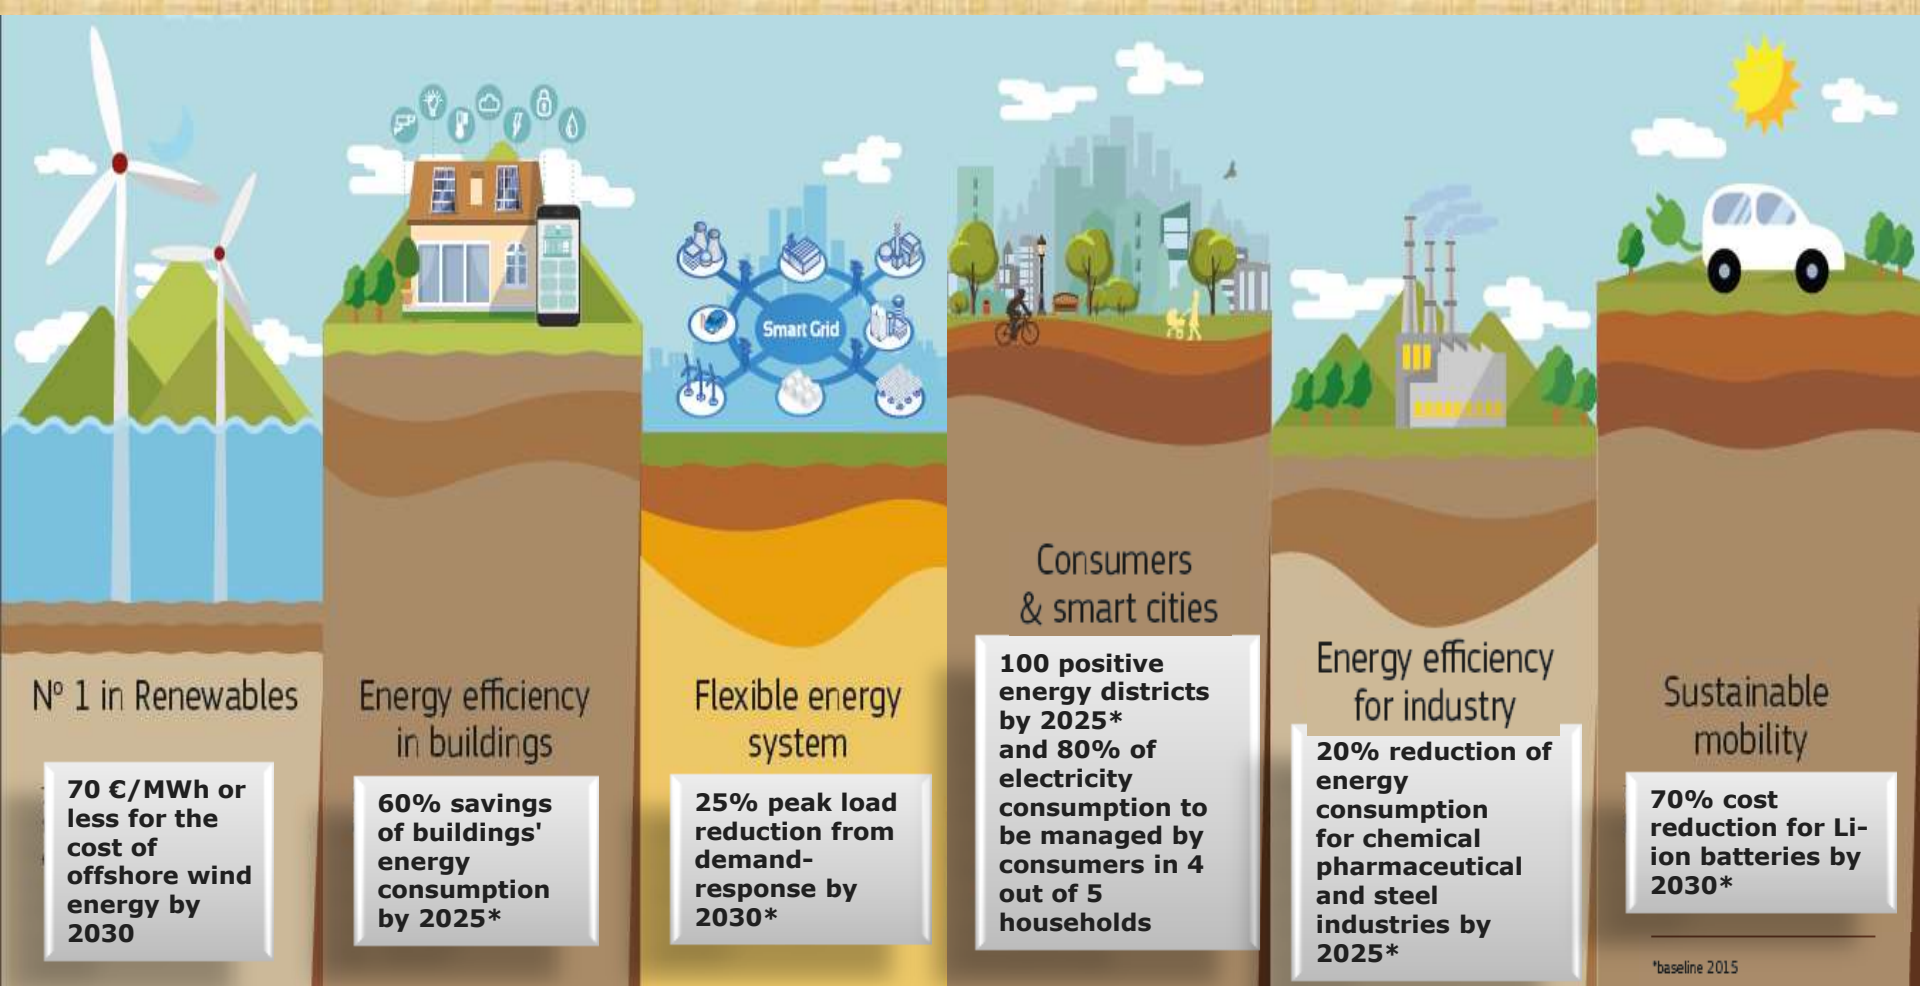 Smart Grid
Nº 1 in Renewables
70 €/MWh or
less for the
cost of
offshore wind
energy by
2030
Energy efficiency
in buildings
60% savings
of buildings'
energy
consumption
by 2025*
Flexible energy
system
25% peak load
reduction from
demand-
response by
2030*
Consumers
& smart cities
100 positive
energy districts
by 2025*
and 80% of
electricity
consumption to
be managed by
consumers in 4
out of 5
households
Energy efficiency
for industry
20% reduction of
energy
consumption
for chemical
pharmaceutical
and steel
industries by
2025*
Sustainable
mobility
70% cost
reduction for Li-
ion batteries by
2030*
*baseline 2015